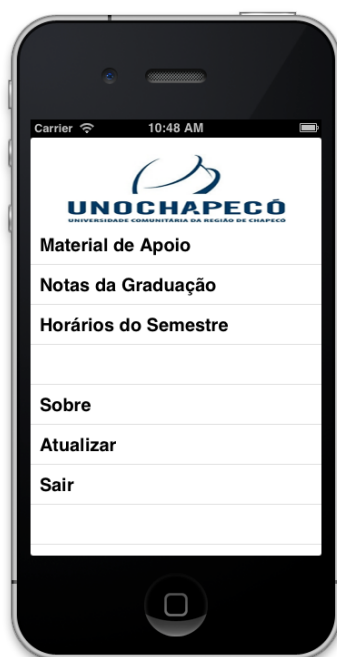 Carrier 10:48 AM
UNOCHAPECÓ
UNIVERSIDADE COMUNITÁRIA DA REGIÃO DE CHAPECÓ
Material de Apoio
Notas da Graduação
Horários do Semestre
Sobre
Atualizar
Sair